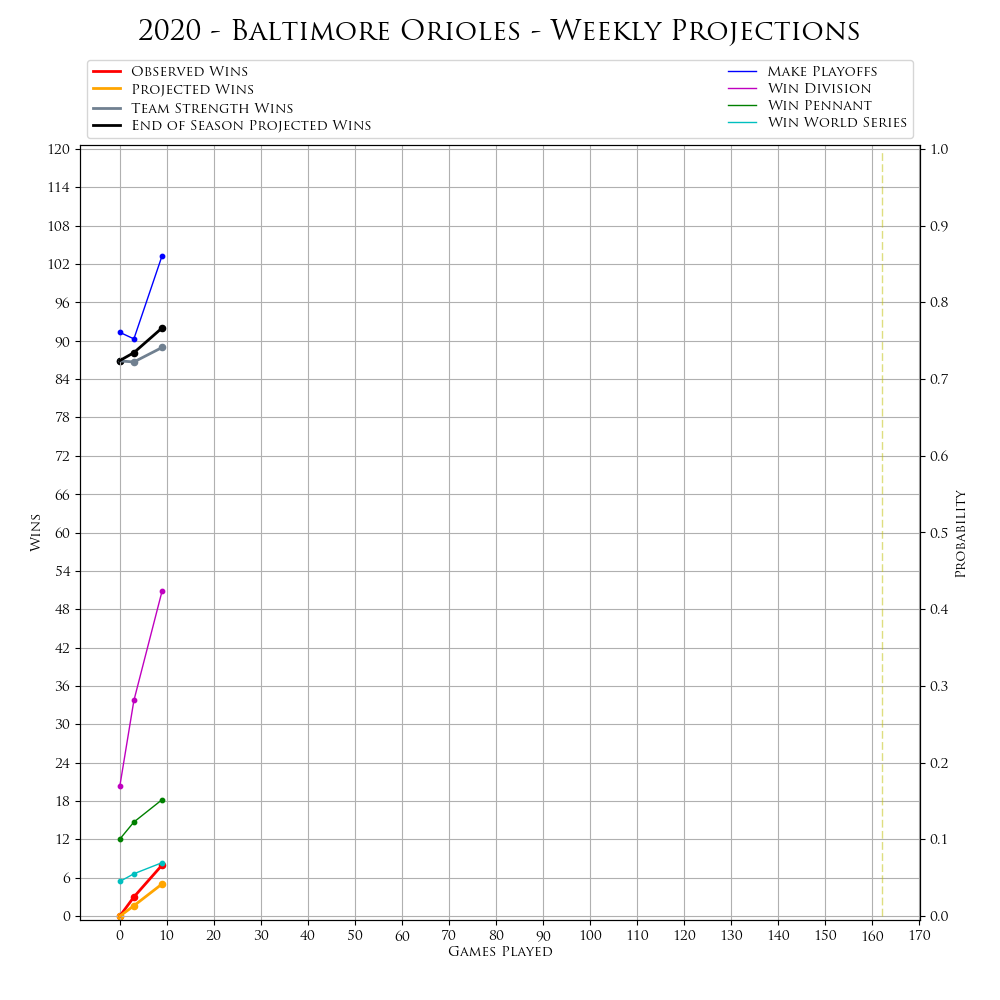 2020 - Baltimore Orioles - Weekly Projections
Observed Wins
Projected Wins
Team Strength Wins
End of Season Projected Wins
Make Playoffs
Win Division
Win Pennant
Win World Series
120
114
108
102
96
90
84
78
72
66
60
54
48
42
36
30
24
18
12
6
0
Wins
1.0
0.9
0.8
0.7
0.6
0.5
0.4
0.3
0.2
0.1
0.0
Probability
0 10 20 30 40 50 60 70 80 90 100 110 120 130 140 150 160 170
Games Played